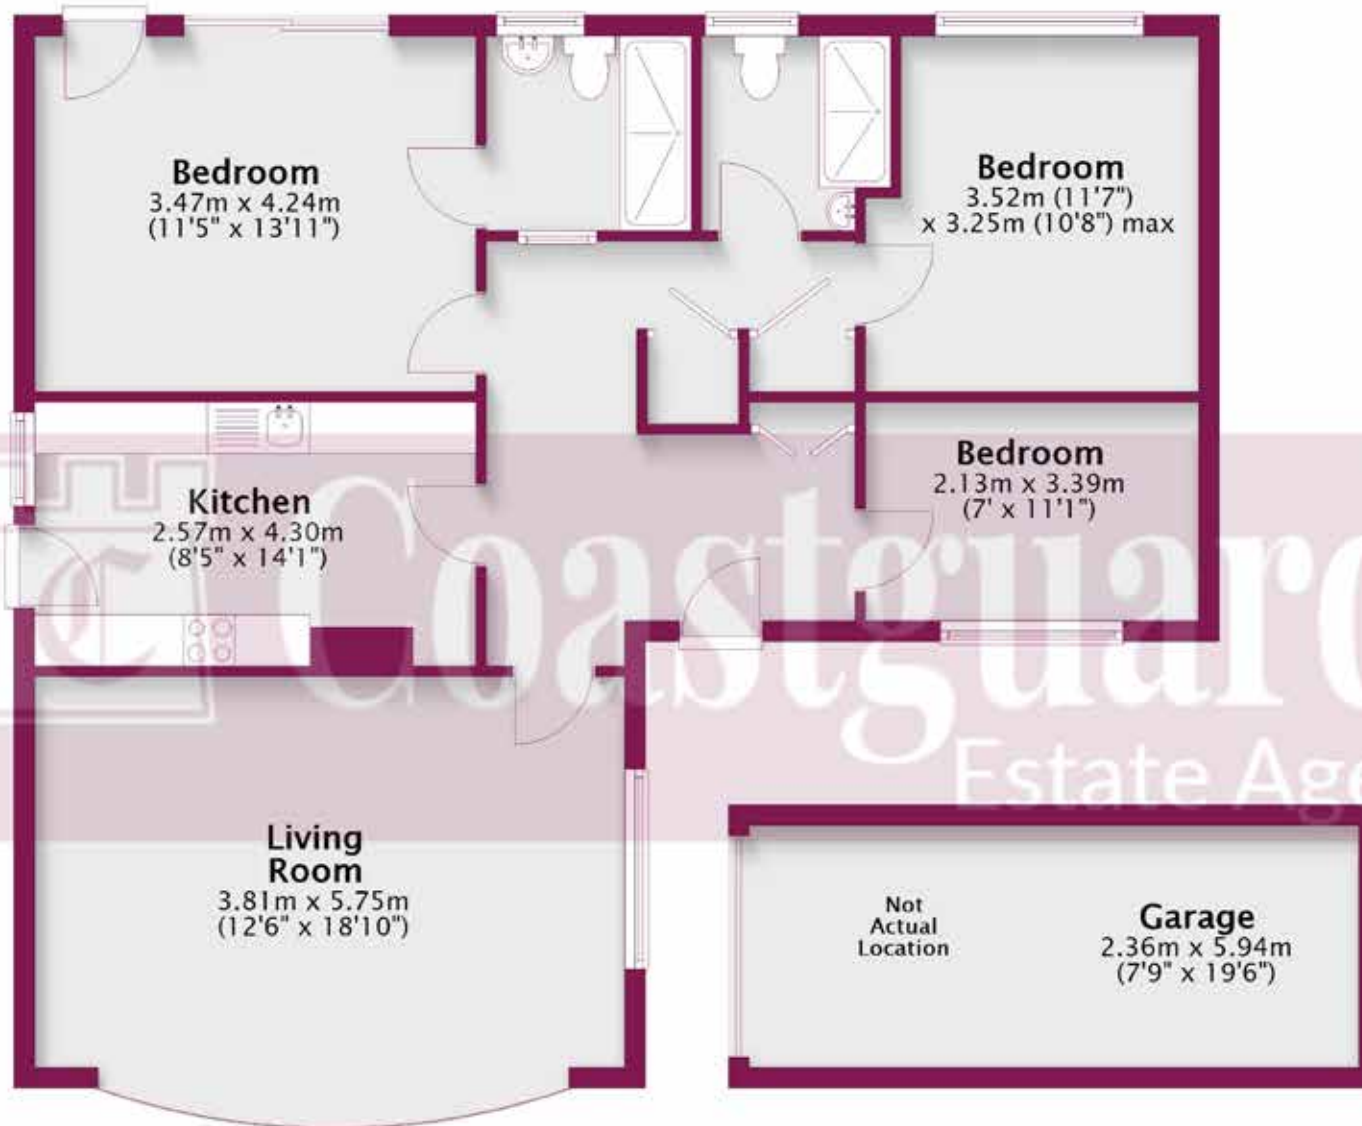 Bedroom
3.47m x 4.24m
(11'5" x 13'11")
Bedroom
3.52m (11'7")
x 3.25m (10'8") max
Kitchen
2.57m x 4.30m
(8'5" x 14'1")
Bedroom
2.13m x 3.39m
(7' x 11'1")
C Coastguard
Estate Age
Living
Room
3.81m x 5.75m
(12'6" x 18'10")
Not
Actual
Location
Garage
2.36m x 5.94m
(7'9" x 19'6")